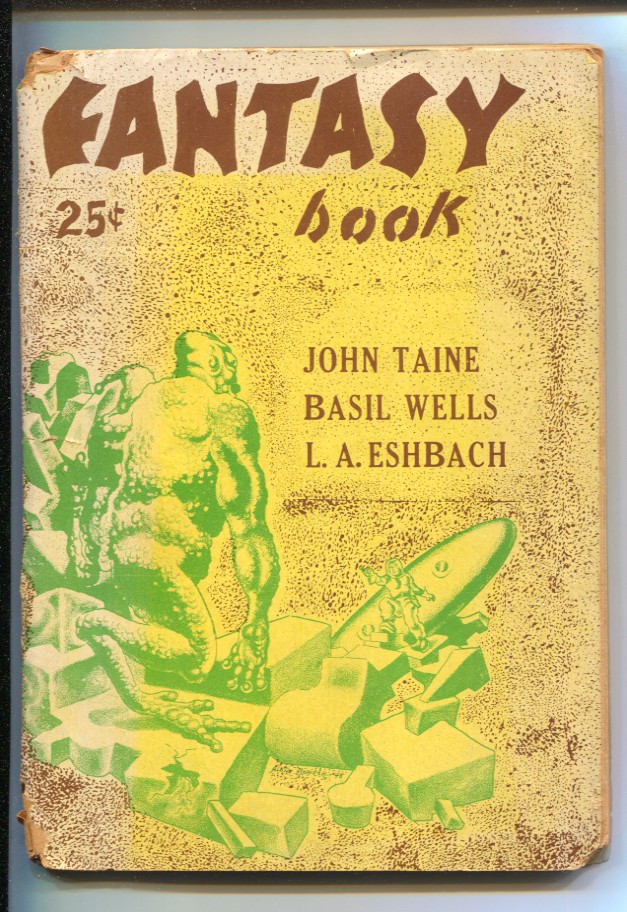 FANTASY
25¢
book
JOHN TAINE
BASIL WELLS
L. A. ESHBACH